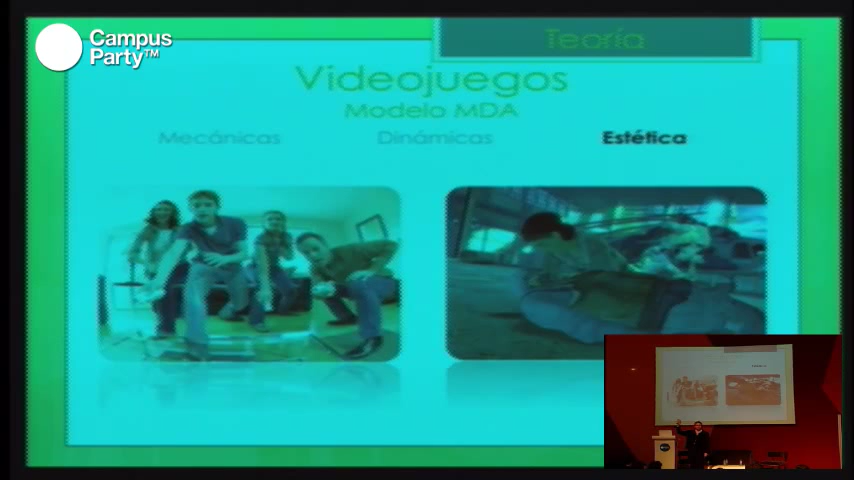 Campus
Party™
Teoría
Videojuegos
Modelo MDA
Mecánicas
Dinámicas
Estética